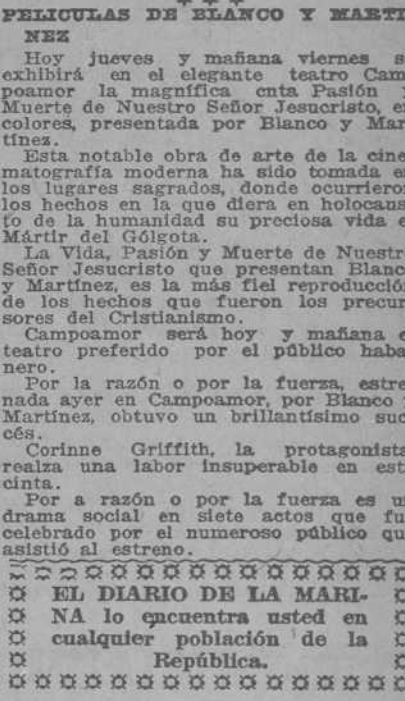 PELICULAS DE BLANCO Y MARTI
NEZ
Hoy jueves y mañana viernes s
exhibirá en el elegante teatro Cam
poamor la magnífica cnta Pasión y
Muerte de Nuestro Señor Jesucristo, e
colores, presentada por Blanco y Mar
tínez.
Esta notable obra de arte de la cine
matografía moderna ha sido tomada e
los lugares sagrados, donde ocurriero
los hechos en la que diera en holocaus
to de la humanidad su preciosa vida e
Mártir del Gólgota.
La Vida, Pasión y Muerte de Nuestr
Señor Jesucristo que presentan Blanc
y Martínez, es la más fiel reproducció
de los hechos que fueron los precur
sores del Cristianismo.
Campoamor será hoy y mañana e
teatro preferido por el público haba
nero.
Por la razón o por la fuerza, estre
nada ayer en Campoamor, por Blanco y
Martínez, obtuvo un brillantísimo suc
cés.
Corinne Griffith, la protagonista
realza una labor insuperable en est
cinta.
Por a razón o por la fuerza es u
drama social en siete actos que fu
celebrado por el numeroso público qu
asistió al estreno.
EL DIARIO DE LA MARI-
NA lo encuentra usted en
cualquier población de la
República.